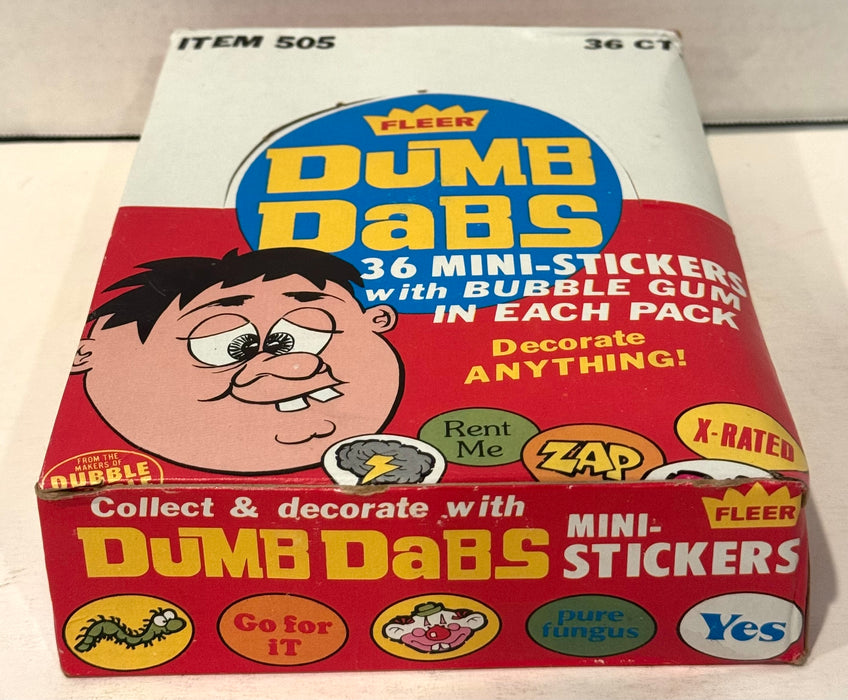 ITEM 505
36 CT
FLEER
DUMB
DaBS
36 MINI-STICKERS
with BUBBLE GUM
IN EACH PACK
Decorate
ANYTHING!
Rent
Me
ZAP
X-RATED
FROM THE
MAKERS OF
DUBBLE
Collect & decorate with
DUMB DaBS
MINI-
STICKERS
FLEER
Go for
iT
pure
fungus
Yes